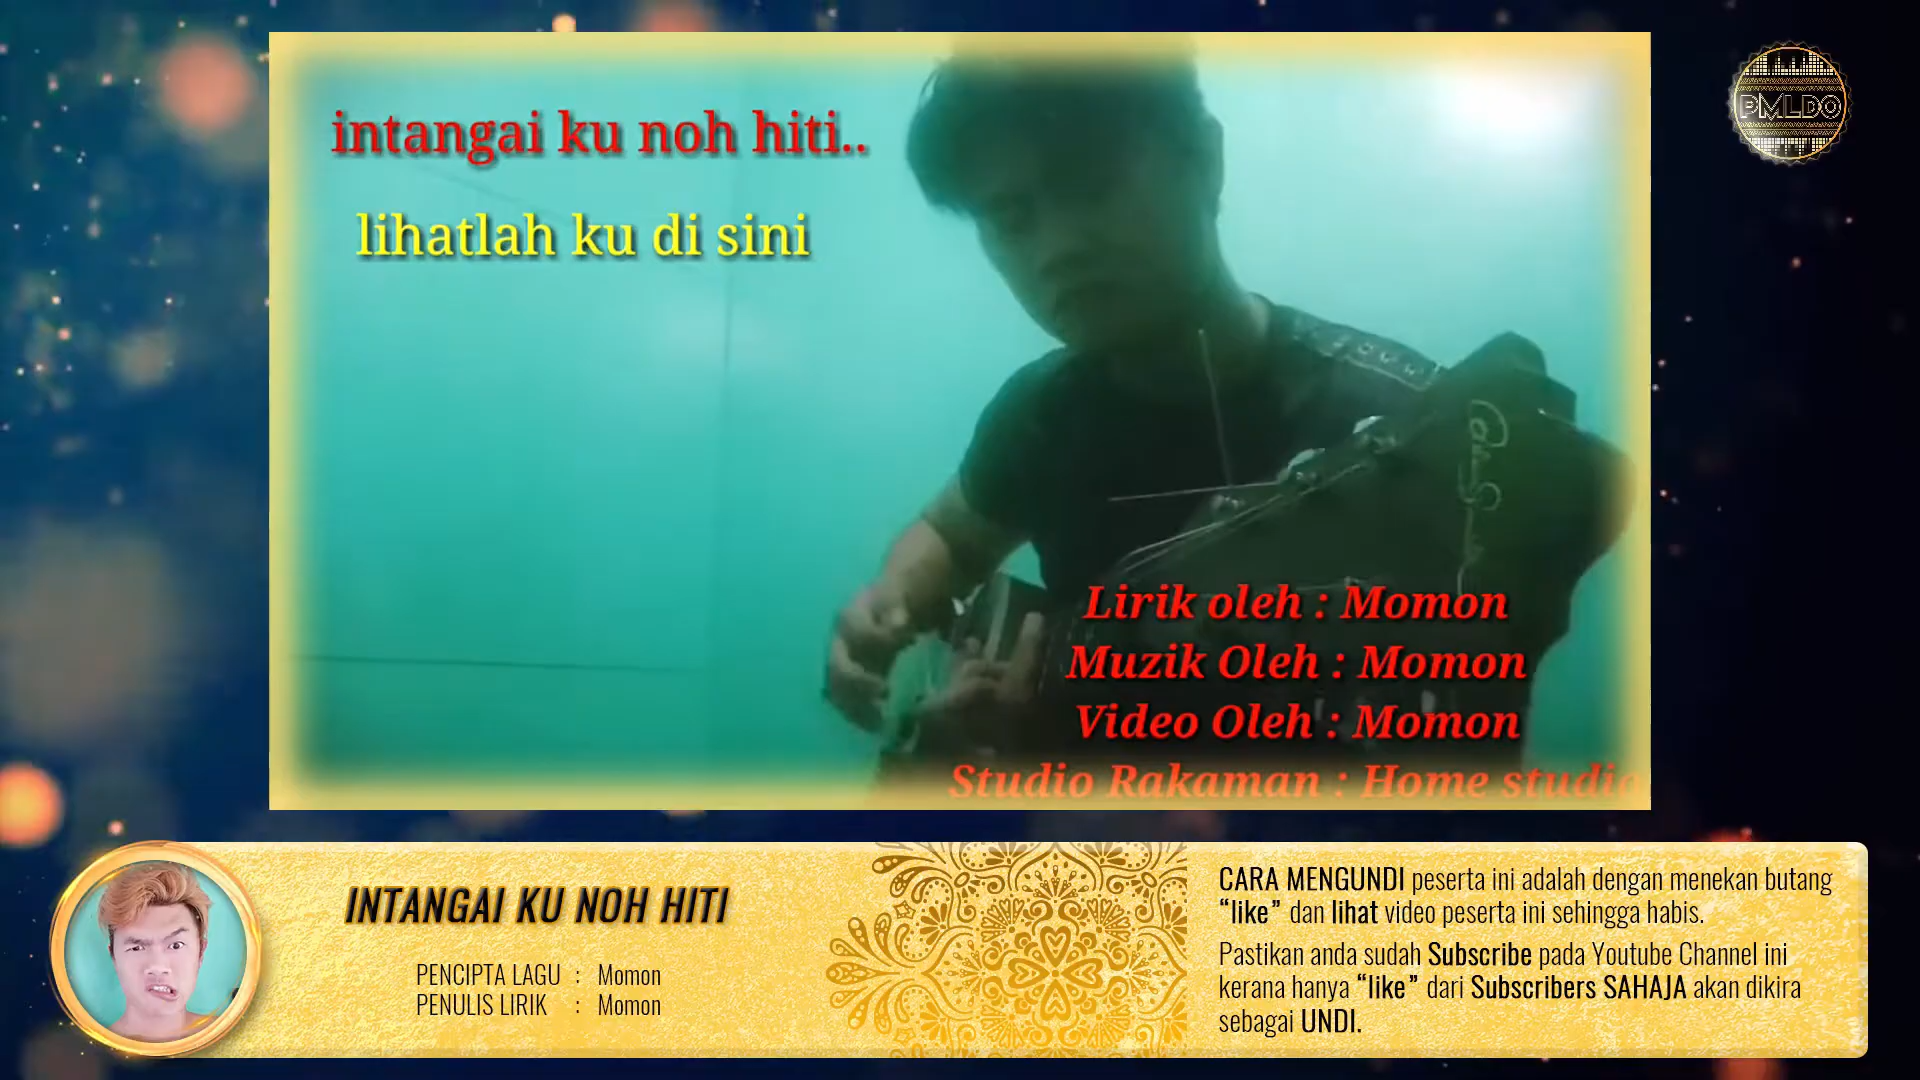 intangai ku noh hiti..
lihatlah ku di sini
PMLDO
Lirik oleh : Momon
Muzik Oleh : Momon
Video Oleh : Momon
Studio Rakaman : Home studio
INTANGAI KU NOH HITI
PENCIPTA LAGU : Momon
PENULIS LIRIK : Momon
CARA MENGUNDI peserta ini adalah dengan menekan butang
“like” dan lihat video peserta ini sehingga habis.
Pastikan anda sudah Subscribe pada Youtube Channel ini
kerana hanya “like” dari Subscribers SAHAJA akan dikira
sebagai UNDI.